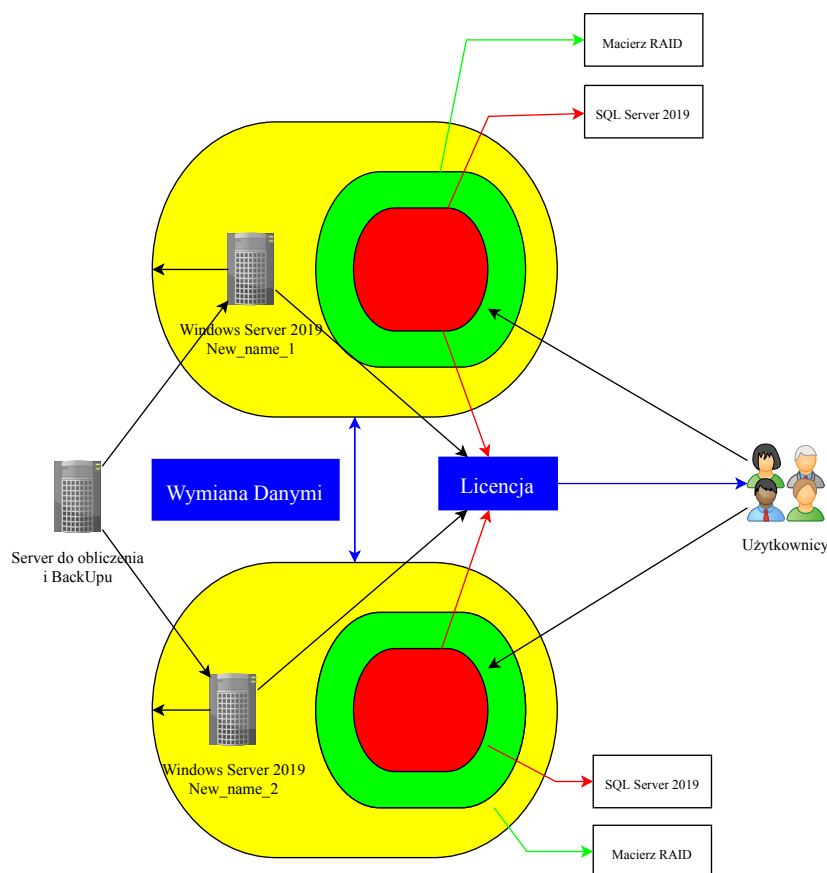 Macierz RAID
SQL Server 2019
Windows Server 2019
New_name_1
Wymiana Danymi
Licencja
Server do obliczenia
i BackUpu
Użytkownicy
Windows Server 2019
New_name_2
SQL Server 2019
Macierz RAID